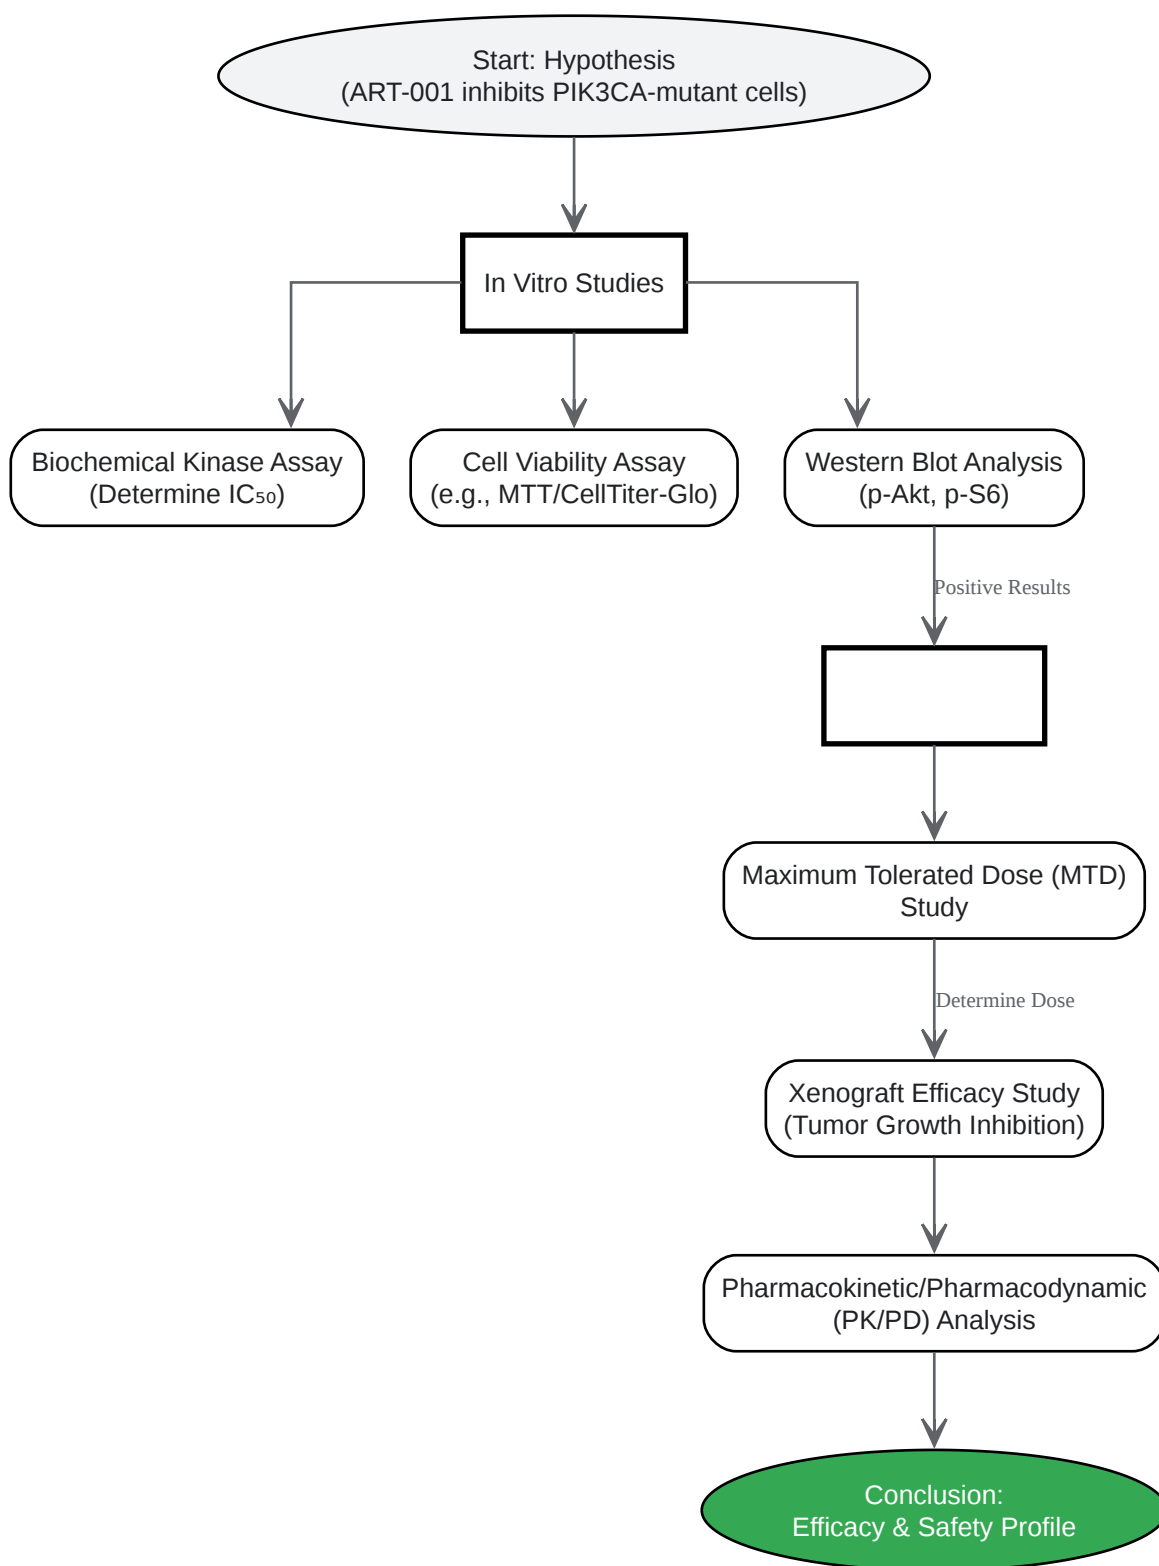 Start: Hypothesis
(ART-001 inhibits PIK3CA-mutant cells)
In Vitro Studies
Biochemical Kinase Assay
(Determine IC₅₀)
Cell Viability Assay
(e.g., MTT/CellTiter-Glo)
Western Blot Analysis
(p-Akt, p-S6)
Positive Results
Maximum Tolerated Dose (MTD)
Study
Determine Dose
Xenograft Efficacy Study
(Tumor Growth Inhibition)
Pharmacokinetic/Pharmacodynamic
(PK/PD) Analysis
Conclusion:
Efficacy & Safety Profile